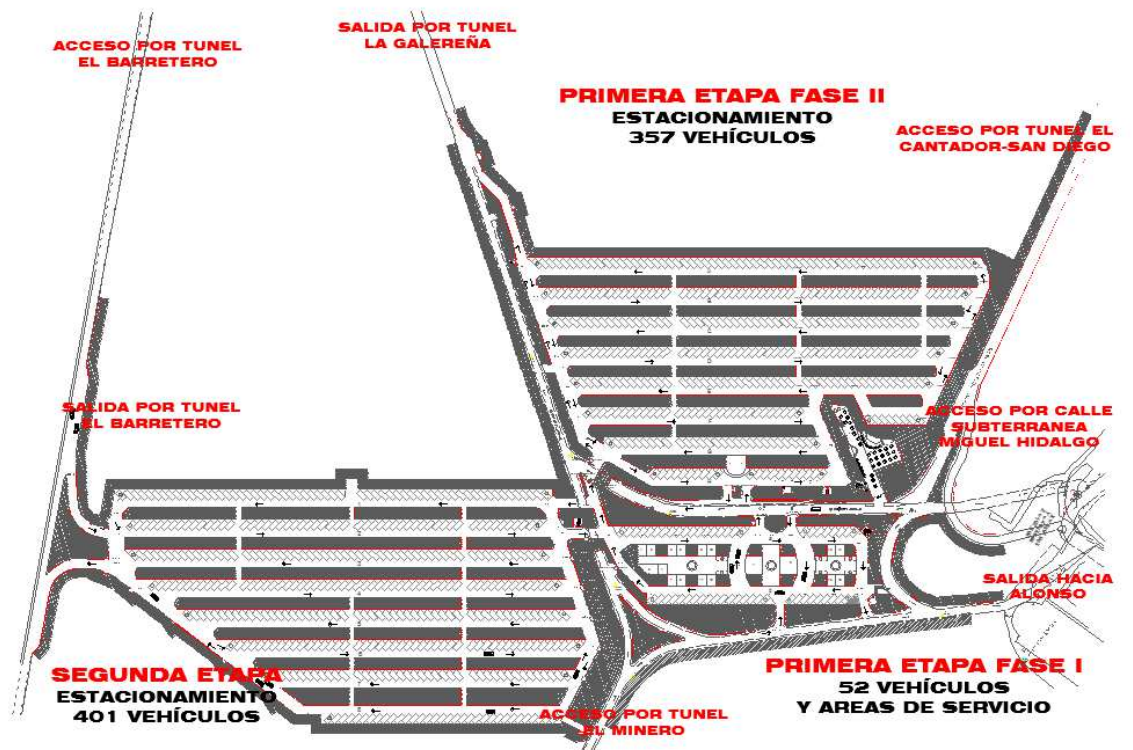 ACCESO POR TUNEL
EL BARRETERO
SALIDA POR TUNEL
LA GALEREÑA
PRIMERA ETAPA FASE II
ESTACIONAMIENTO
357 VEHÍCULOS
ACCESO POR TUNEL EL
CANTADOR-SAN DIEGO
SALIDA POR TUNEL
EL BARRETERO
ACCESO POR CALLE
SUBTERRANEA
MIGUEL HIDALGO
SALIDA HACIA
ALONSO
SEGUNDA ETAPA
ESTACIONAMIENTO
401 VEHÍCULOS
ACCESO POR TUNEL
EL MINERO
PRIMERA ETAPA FASE I
52 VEHÍCULOS
Y AREAS DE SERVICIO